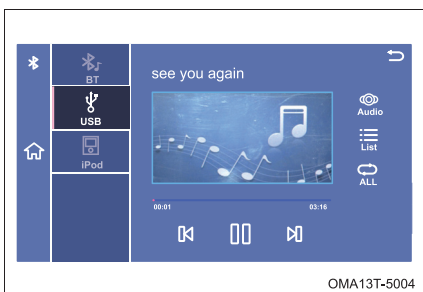 BT
USB
iPod
see you again
00:01
03:16
Audio
List
ALL
OMA13T-5004